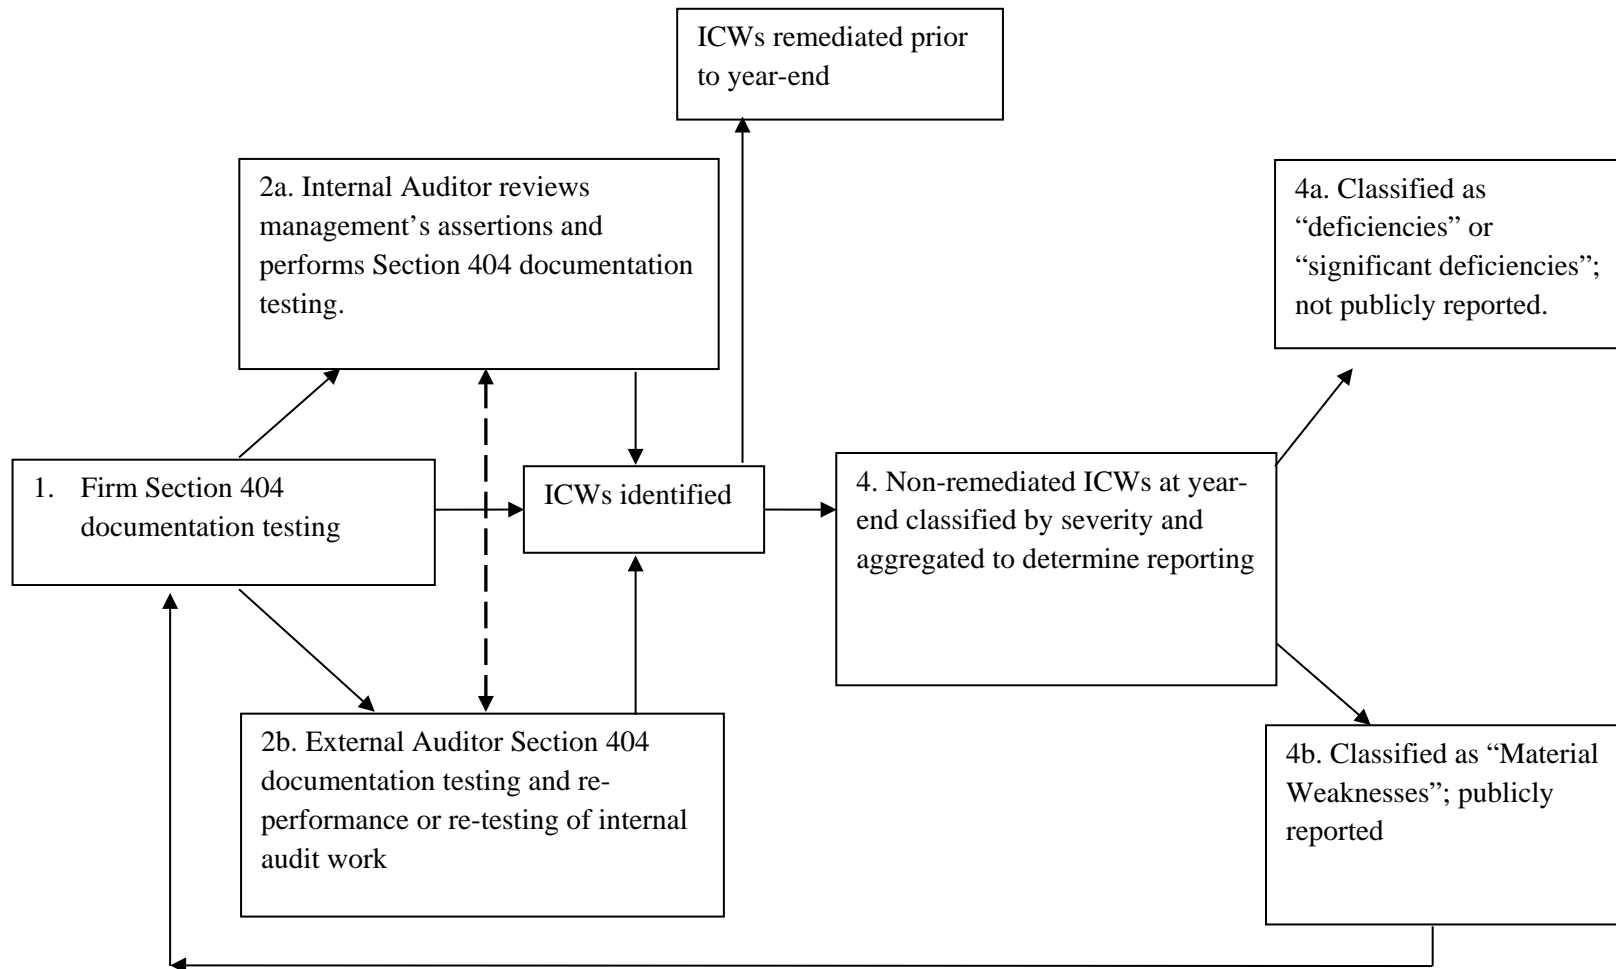 ICWs remediated prior
to year-end
2a. Internal Auditor reviews
management’s assertions and
performs Section 404 documentation
testing.
4a. Classified as
“deficiencies” or
“significant deficiencies”;
not publicly reported.
1. Firm Section 404
documentation testing
ICWs identified
4. Non-remediated ICWs at year-
end classified by severity and
aggregated to determine reporting
2b. External Auditor Section 404
documentation testing and re-
performance or re-testing of internal
audit work
4b. Classified as “Material
Weaknesses”; publicly
reported